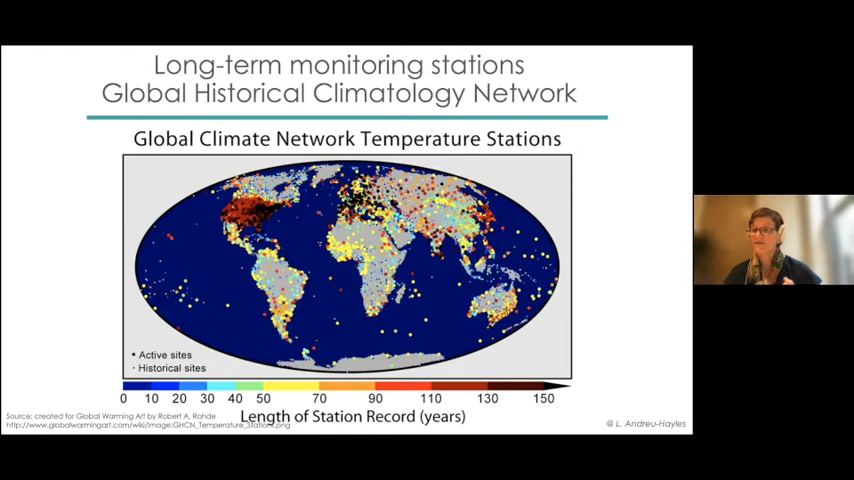 Long-term monitoring stations
Global Historical Climatology Network
Global Climate Network Temperature Stations
• Active sites
· Historical sites
0 10 20 30 40 50 70 90 110 130 150
Length of Station Record (years)
Source: created for Global Warming Art by Robert A. Rohde
http://www.globalwarmingart.com/wiki/Image:GHCN_Temperature_Stations.png
@ L. Andreu-Hayles